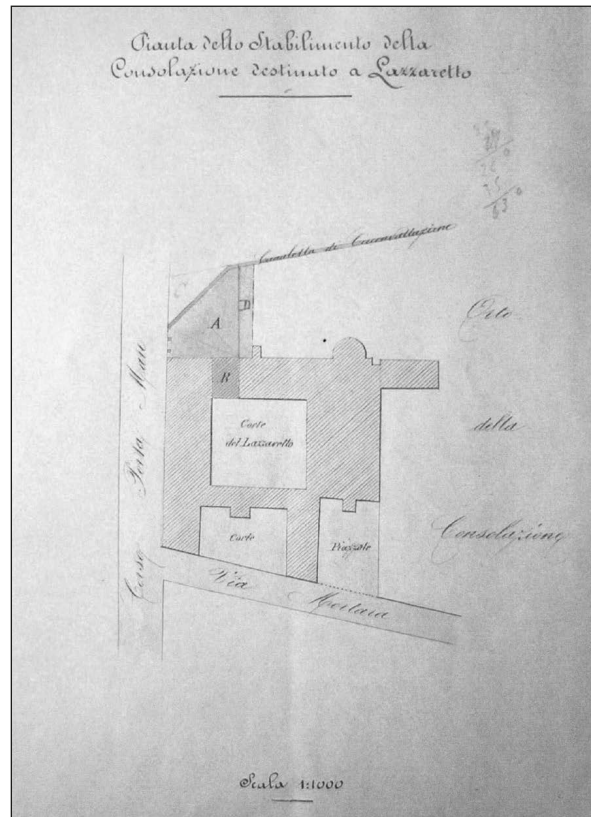 Pianta dello Stabilimento della
Consolazione destinato a Lazzaretto
Canaletta di Circonvallazione
C
A
D
B
Orto
della
Consolazione
Corte
del Lazzaretto
Corte
Piazzale
Corso Porta Mare
Via Mortara
Scala 1:1000